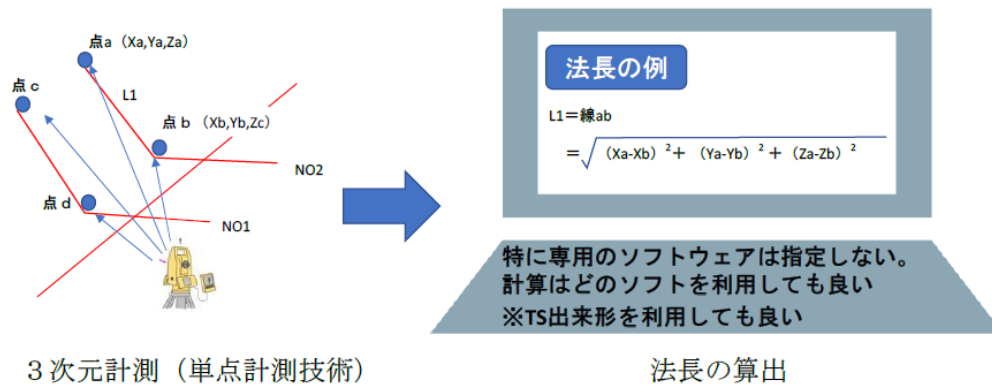 点a（Xa,Ya,Za）
点ｃ
L1
点ｂ（Xb,Yb,Zc）
NO2
点ｄ
NO1
３次元計測（単点計測技術）
法長の例
L1＝線ab
＝√（Xa-Xb）²＋（Ya-Yb）²＋（Za-Zb）²
特に専用のソフトウェアは指定しない。
計算はどのソフトを利用しても良い
※TS出来形を利用しても良い
法長の算出